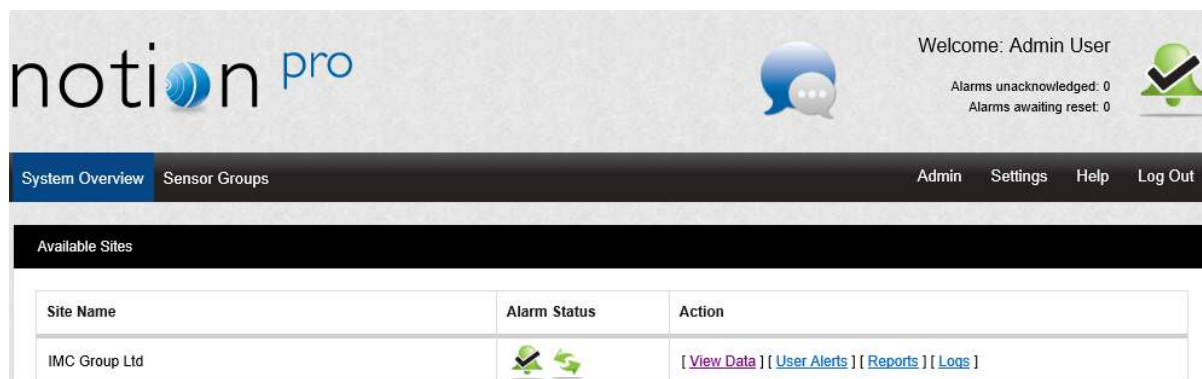 notion pro
Welcome: Admin User
Alarms unacknowledged: 0
Alarms awaiting reset: 0
System Overview Sensor Groups Admin Settings Help Log Out
Available Sites
Site Name Alarm Status Action
IMC Group Ltd [ View Data ] [ User Alerts ] [ Reports ] [ Logs ]